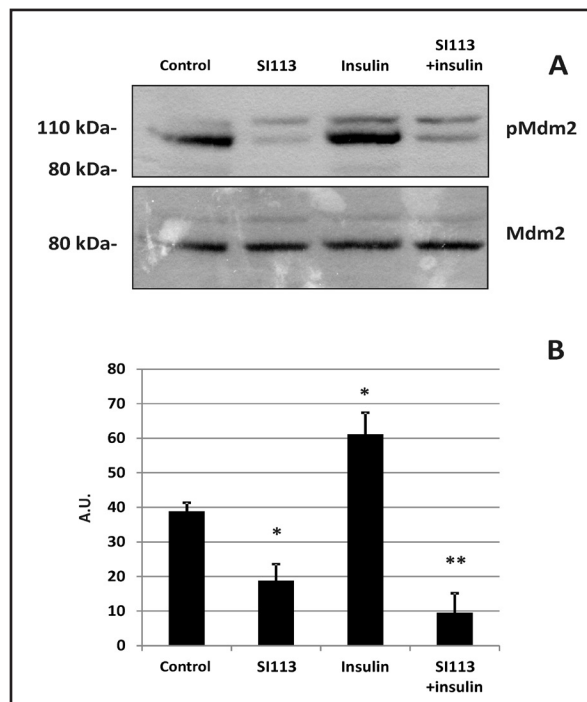 SI113
Control SI113 Insulin +insulin A
110 kDa- pMdm2
80 kDa-
80 kDa- Mdm2
B
80
70 *
60
50
40
A.U.
30 *
20 **
10
0
Control SI113 Insulin SI113
+insulin